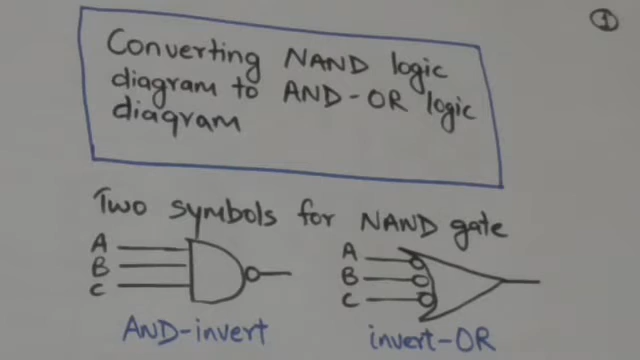 1
Converting NAND logic
diagram to AND-OR logic
diagram
Two symbols for NAND gate
A
B
C
AND-invert
A
B
C
invert-OR